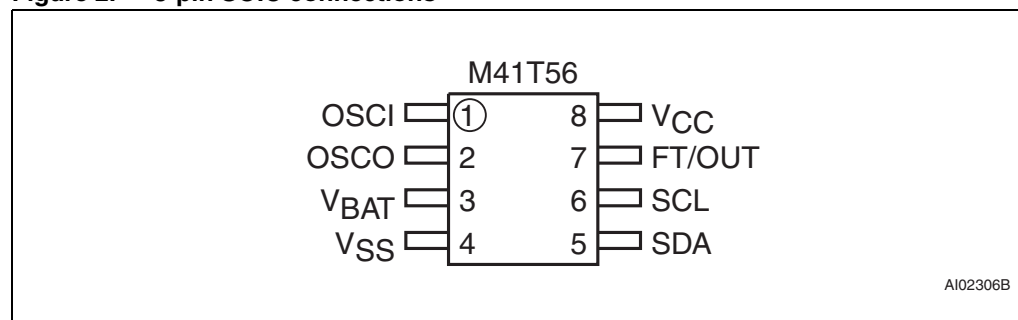 M41T56
OSCI 1 8 VCC
OSCO 2 7 FT/OUT
VBAT 3 6 SCL
VSS 4 5 SDA
AI02306B